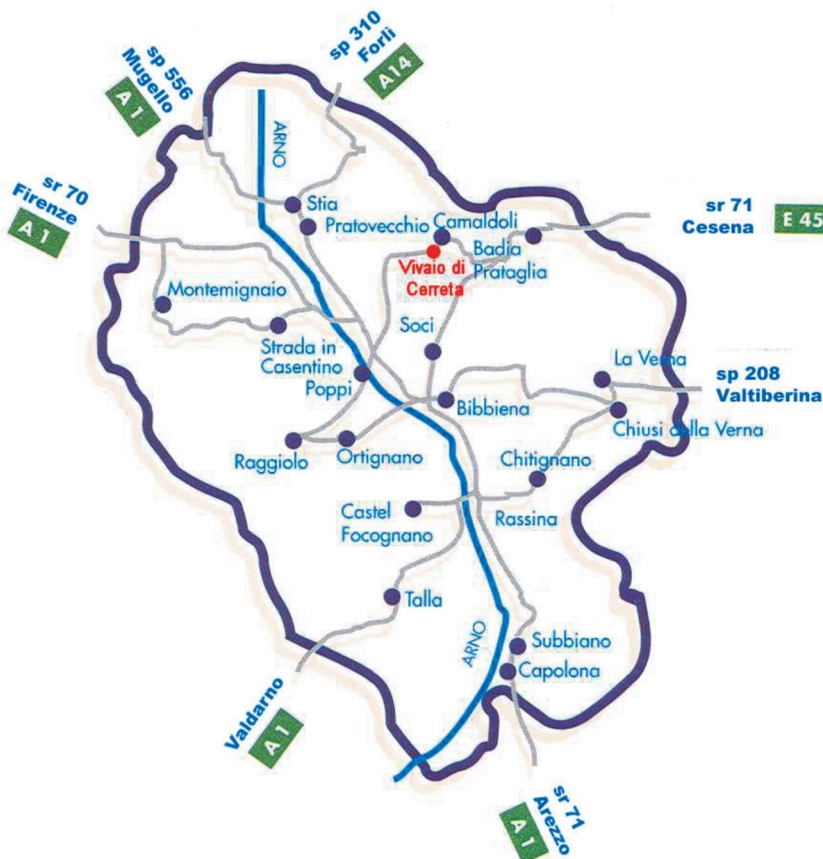 sp 556
Mugello
A 1
sp 310
Forli
A14
sr 70
Firenze
A 1
ARNO
Stia
Pratovecchio
Camaldoli
Badia
Prataglia
sr 71
Cesena
E 45
Vivaio di
Cerreta
Montemignaio
Soci
Strada in
Casentino
Poppi
La Verna
sp 208
Valtiberina
Bibbiena
Chiusi della Verna
Raggiolo
Ortignano
Chitignano
Castel
Focognano
Rassina
Talla
ARNO
Subbiano
Capolona
Valdarno
A 1
sr 71
Arezzo
A 1